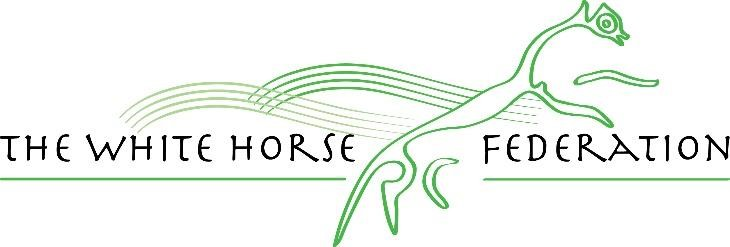 THE WHITE HORSE FEDERATION